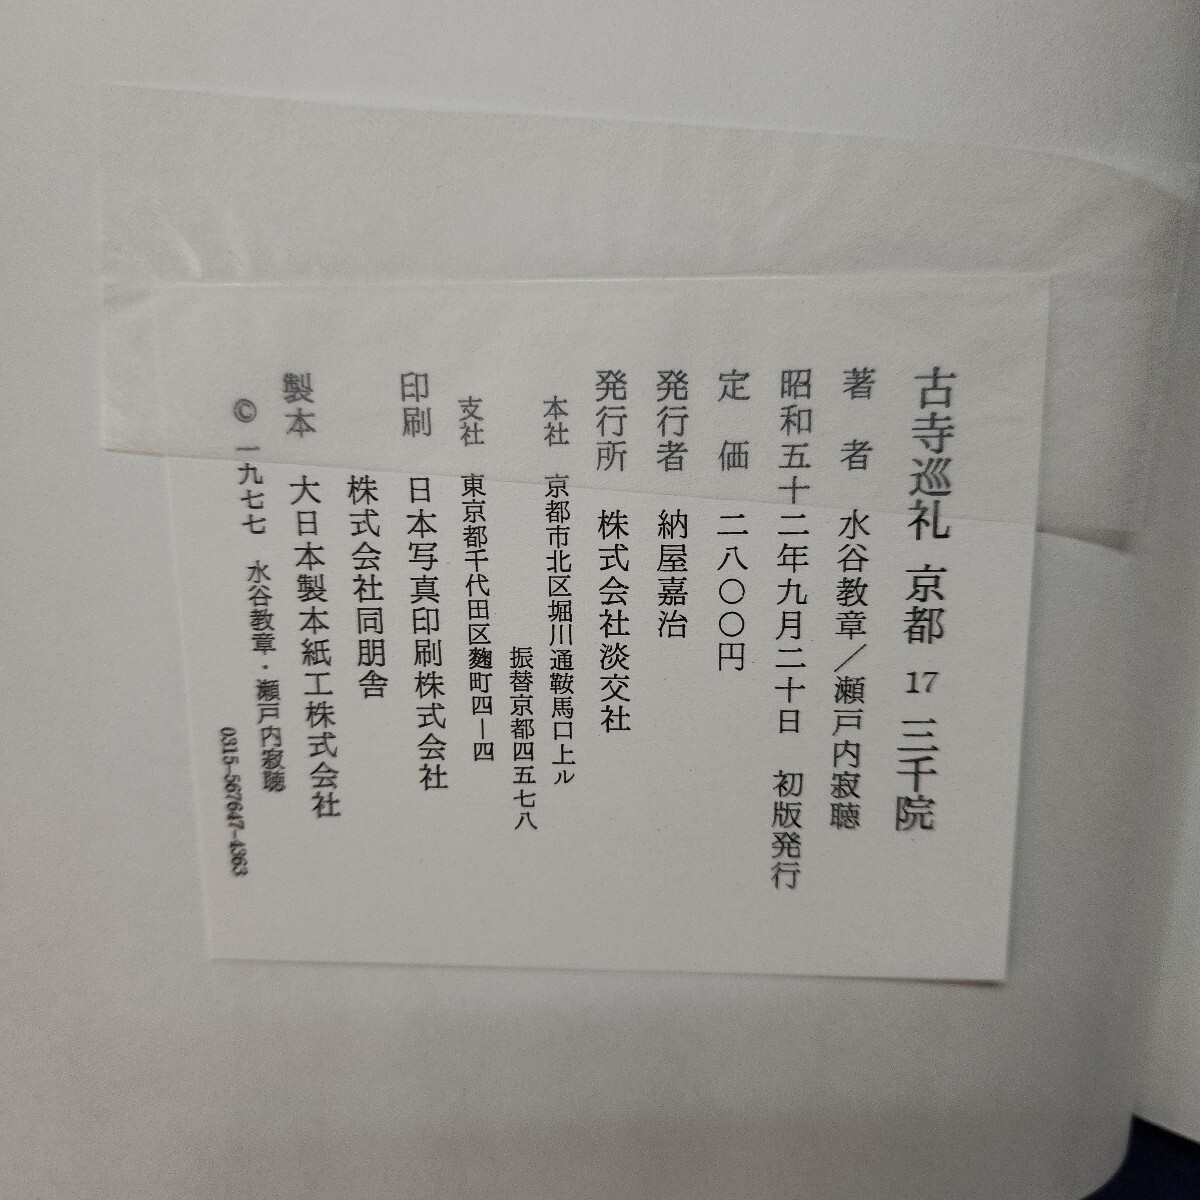 古寺巡礼 京都 17 三千院
著者 水谷教章／瀬戸内寂聴
昭和五十二年九月二十日 初版発行
定価 二八〇〇円
発行者 納屋嘉治
発行所 株式会社淡交社
本社 京都市北区堀川通鞍馬口上ル
振替京都四五七八
支社 東京都千代田区麴町四―四
印刷 日本写真印刷株式会社
株式会社同朋舎
製本 大日本製本紙工株式会社
© 一九七七 水谷教章・瀬戸内寂聴
0315-567647-4363